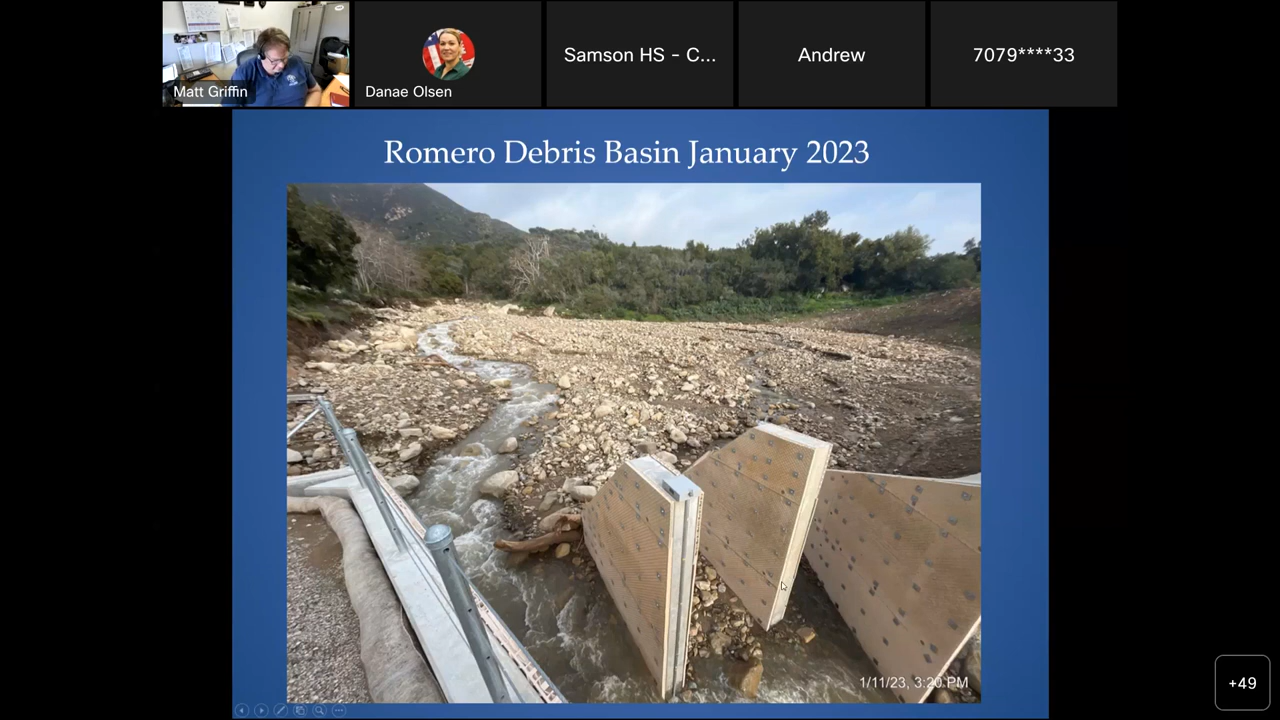 Matt Griffin
Danae Olsen
Samson HS - C...
Andrew
7079****33
Romero Debris Basin January 2023
1/11/23, 3:20 PM
+49